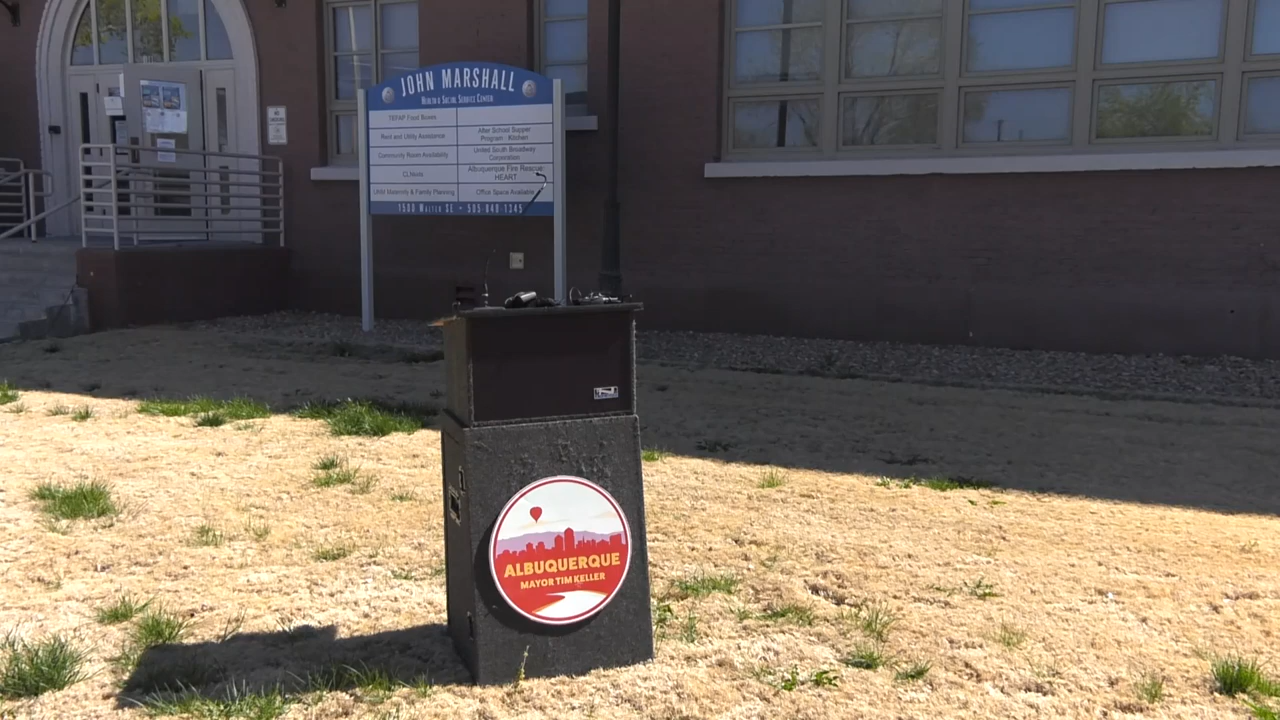 JOHN MARSHALL
HEALTH & SOCIAL SERVICE CENTER
TEFAP Food Boxes
Rent and Utility Assistance
After School Supper
Program - Kitchen
Community Room Availability
United South Broadway
Corporation
CLNkids
Albuquerque Fire Rescue
HEART
UNM Maternity & Family Planning
Office Space Available
1500 WALTER SE - 505-848-1345
ALBUQUERQUE
MAYOR TIM KELLER